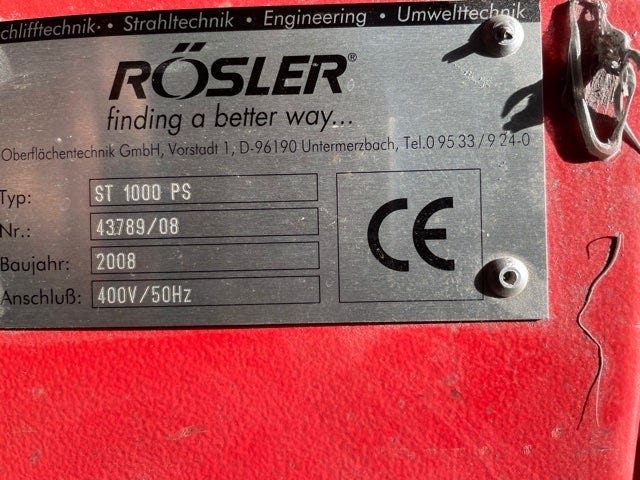 chlifftechnik · Strahltechnik · Engineering · Umwelttechnik
RÖSLER®
finding a better way...
Oberflächentechnik GmbH, Vorstadt 1, D-96190 Untermerzbach, Tel.0 95 33 / 9 24-0
Typ: ST 1000 PS
Nr.: 43789/08
Baujahr: 2008
Anschluß: 400V/50Hz
CE